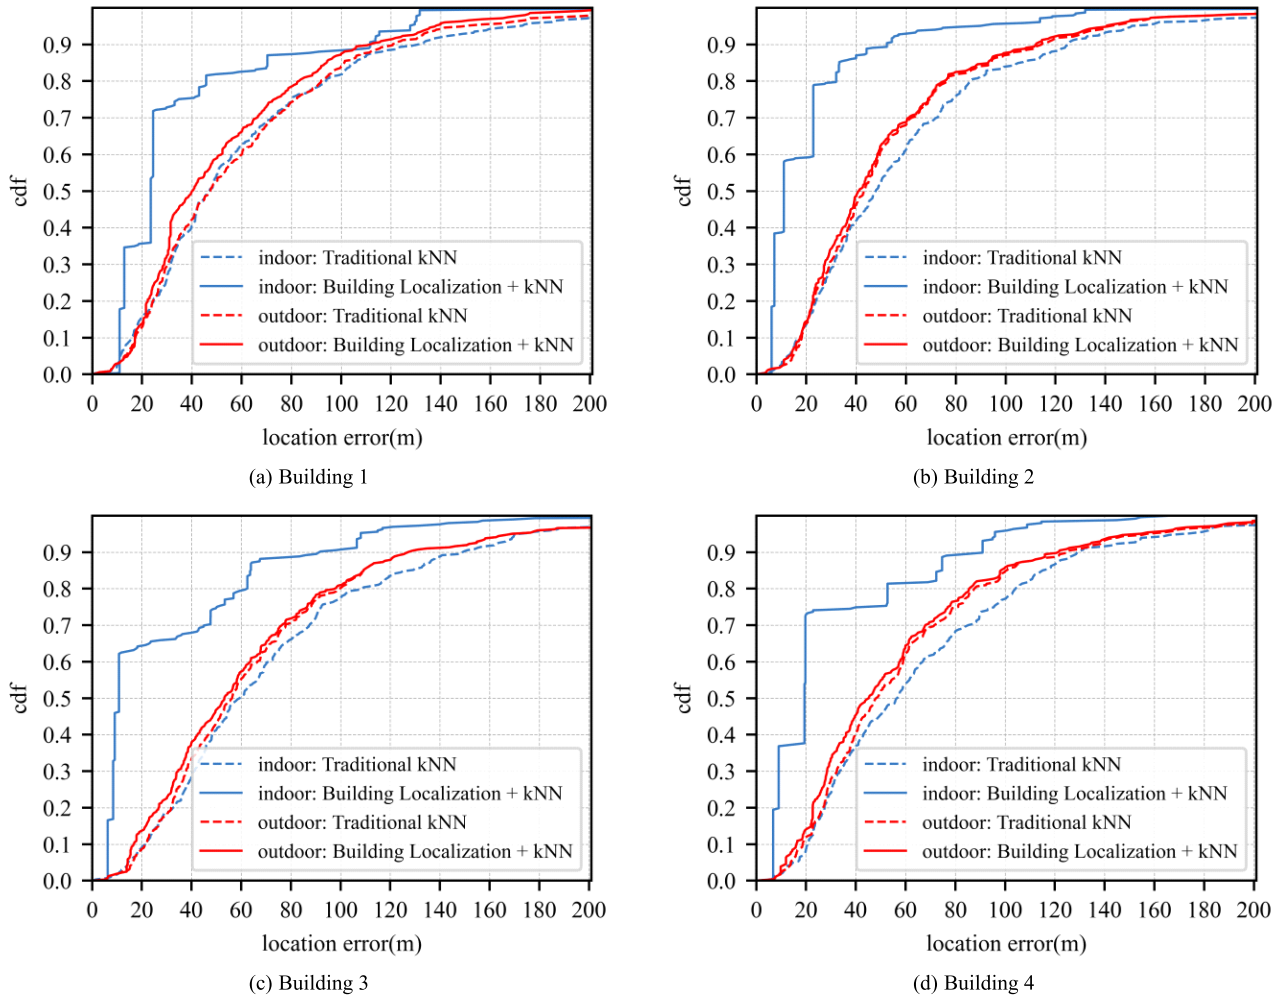 cdf
0.9
0.8
0.7
0.6
0.5
0.4
0.3
0.2
0.1
0.0
indoor: Traditional kNN
indoor: Building Localization + kNN
outdoor: Traditional kNN
outdoor: Building Localization + kNN
0 20 40 60 80 100 120 140 160 180 200
location error(m)
(a) Building 1
cdf
0.9
0.8
0.7
0.6
0.5
0.4
0.3
0.2
0.1
0.0
indoor: Traditional kNN
indoor: Building Localization + kNN
outdoor: Traditional kNN
outdoor: Building Localization + kNN
0 20 40 60 80 100 120 140 160 180 200
location error(m)
(b) Building 2
cdf
0.9
0.8
0.7
0.6
0.5
0.4
0.3
0.2
0.1
0.0
indoor: Traditional kNN
indoor: Building Localization + kNN
outdoor: Traditional kNN
outdoor: Building Localization + kNN
0 20 40 60 80 100 120 140 160 180 200
location error(m)
(c) Building 3
cdf
0.9
0.8
0.7
0.6
0.5
0.4
0.3
0.2
0.1
0.0
indoor: Traditional kNN
indoor: Building Localization + kNN
outdoor: Traditional kNN
outdoor: Building Localization + kNN
0 20 40 60 80 100 120 140 160 180 200
location error(m)
(d) Building 4